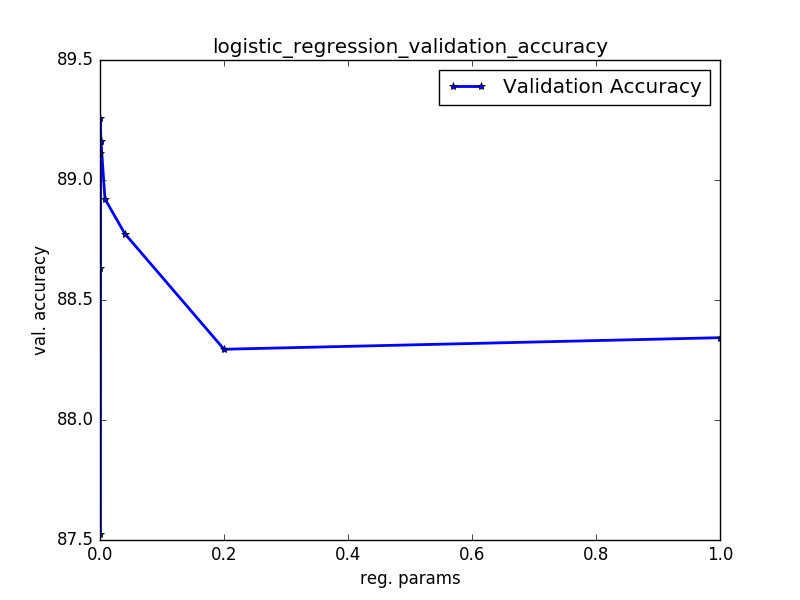 logistic_regression_validation_accuracy
Validation Accuracy
89.5
89.0
88.5
88.0
87.5
val. accuracy
0.0 0.2 0.4 0.6 0.8 1.0
reg. params